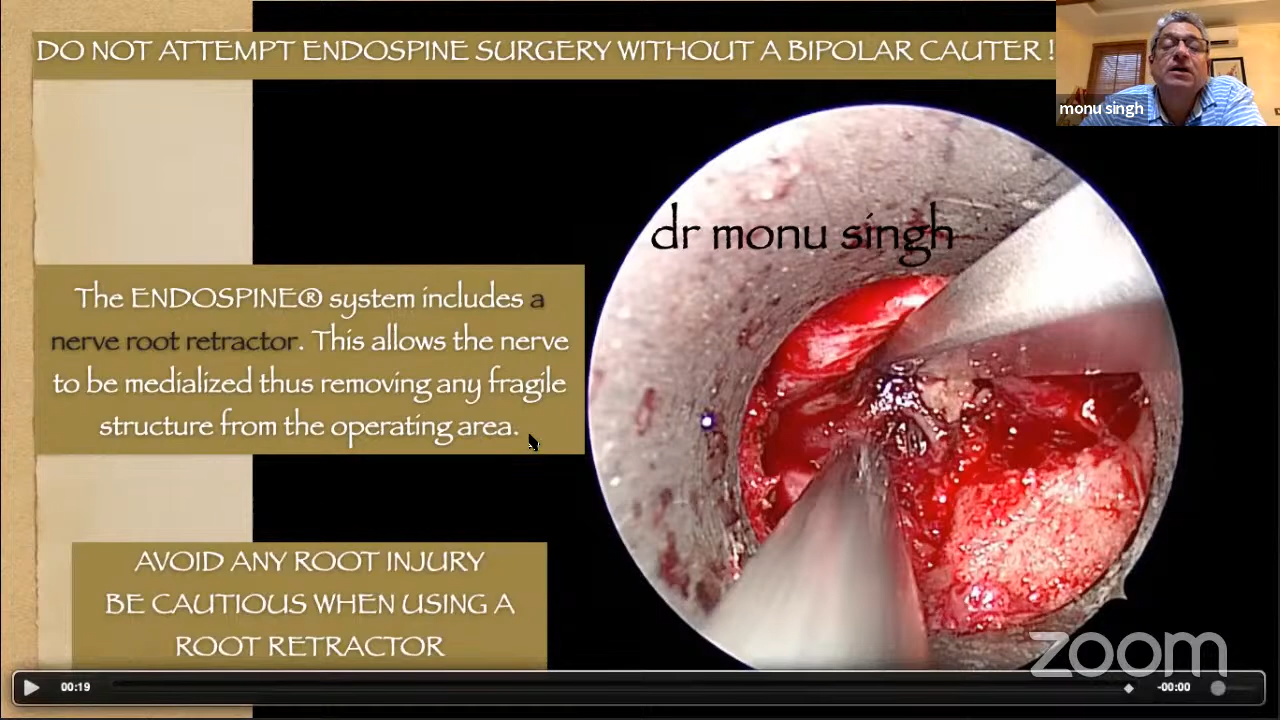 DO NOT ATTEMPT ENDOSPINE SURGERY WITHOUT A BIPOLAR CAUTER !
monu singh
dr monu singh
The ENDOSPINE® system includes a
nerve root retractor. This allows the nerve
to be medialized thus removing any fragile
structure from the operating area.
AVOID ANY ROOT INJURY
BE CAUTIOUS WHEN USING A
ROOT RETRACTOR
zoom
00:19
-00:00